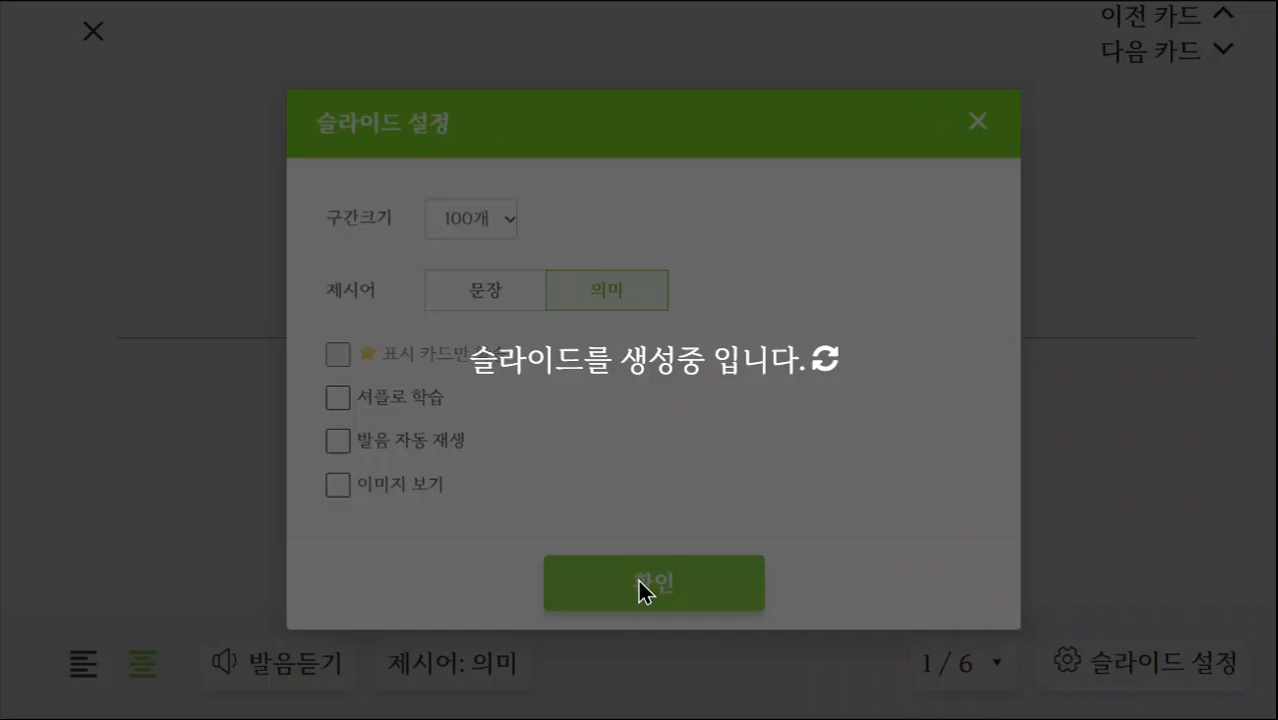 이전 카드
다음 카드
슬라이드 설정
구간크기
100개
제시어
문장
의미
표시 카드만
슬라이드를 생성중 입니다.
셔플로 학습
발음 자동 재생
이미지 보기
확인
발음듣기
제시어: 의미
1 / 6
슬라이드 설정